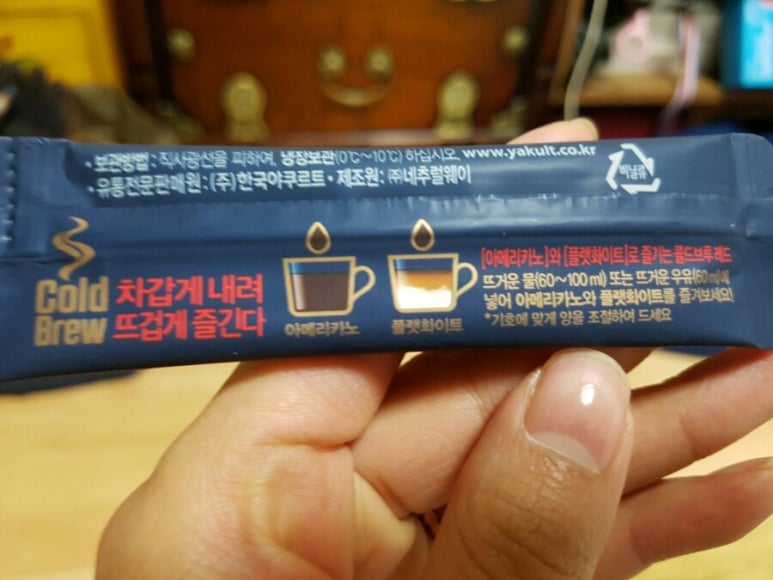 · 보관방법 : 직사광선을 피하여, 냉장보관(0℃~10℃) 하십시오. www.yakult.co.kr
· 유통전문판매원 : (주) 한국야쿠르트 · 제조원 : ㈜네추럴웨이
비닐류
Cold
Brew
차갑게 내려
뜨겁게 즐긴다
아메리카노
플랫화이트
[아메리카노]와 [플랫화이트]로 즐기는 콜드브루 레드
뜨거운 물(60~100㎖) 또는 뜨거운 우유(60㎖)에
넣어 아메리카노와 플랫화이트를 즐겨보세요!
*기호에 맞게 양을 조절하여 드세요